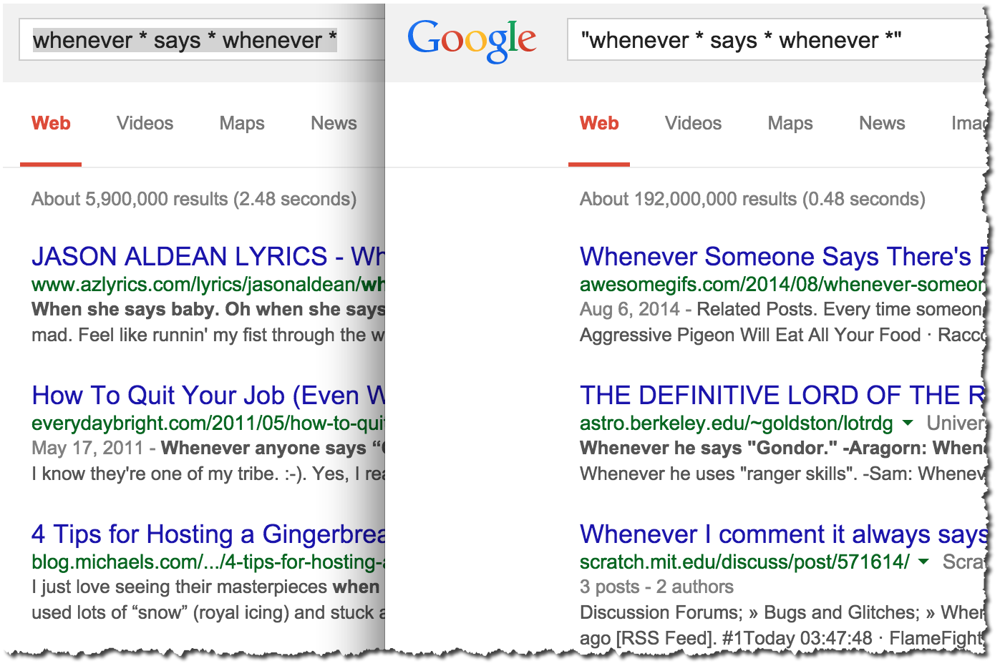 whenever * says * whenever *
Web Videos Maps News
About 5,900,000 results (2.48 seconds)
JASON ALDEAN LYRICS - Wh
www.azlyrics.com/lyrics/jasonaldean/wh
When she says baby. Oh when she says
mad. Feel like runnin' my fist through the w
How To Quit Your Job (Even W
everydaybright.com/2011/05/how-to-quit
May 17, 2011 - Whenever anyone says “
I know they're one of my tribe. :-). Yes, I rea
4 Tips for Hosting a Gingerbrea
blog.michaels.com/.../4-tips-for-hosting-a
I just love seeing their masterpieces when
used lots of “snow” (royal icing) and stuck a
Google "whenever * says * whenever *"
Web Videos Maps News Imag
About 192,000,000 results (0.48 seconds)
Whenever Someone Says There's F
awesomegifs.com/2014/08/whenever-someon
Aug 6, 2014 - Related Posts. Every time someon
Aggressive Pigeon Will Eat All Your Food · Racco
THE DEFINITIVE LORD OF THE R
astro.berkeley.edu/~goldston/lotrdg Univer
Whenever he says "Gondor." -Aragorn: When
Whenever he uses "ranger skills". -Sam: Whenev
Whenever I comment it always says
scratch.mit.edu/discuss/post/571614/ Scra
3 posts - 2 authors
Discussion Forums; » Bugs and Glitches; » When
ago [RSS Feed]. #1Today 03:47:48 · FlameFight